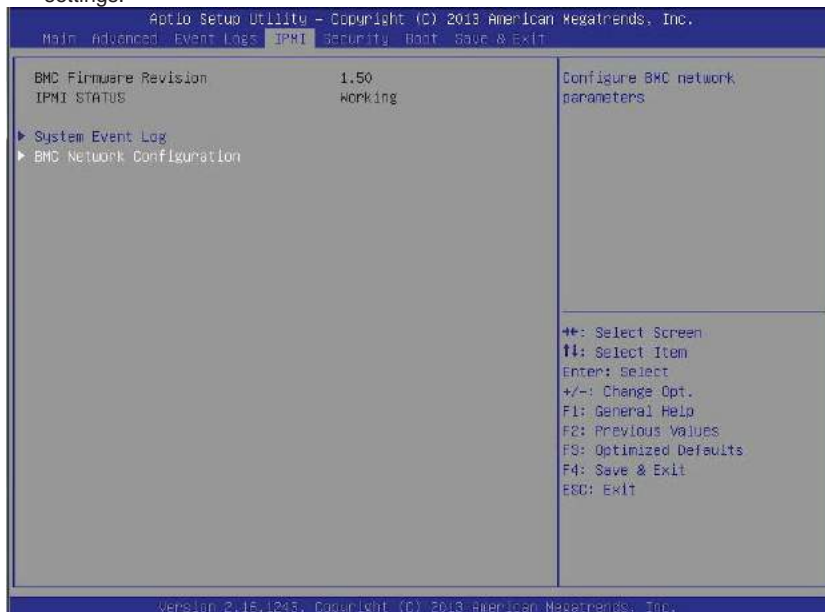 settings.
Aptio Setup Utility – Copyright (C) 2013 American Megatrends, Inc.
Main Advanced Event Logs IPMI Security Boot Save & Exit
BMC Firmware Revision 1.50
IPMI STATUS Working
▶ System Event Log
▶ BMC Network Configuration
Configure BMC network
parameters
→←: Select Screen
↑↓: Select Item
Enter: Select
+/-: Change Opt.
F1: General Help
F2: Previous Values
F3: Optimized Defaults
F4: Save & Exit
ESC: Exit
Version 2.16.1245. Copyright (C) 2013 American Megatrends, Inc.